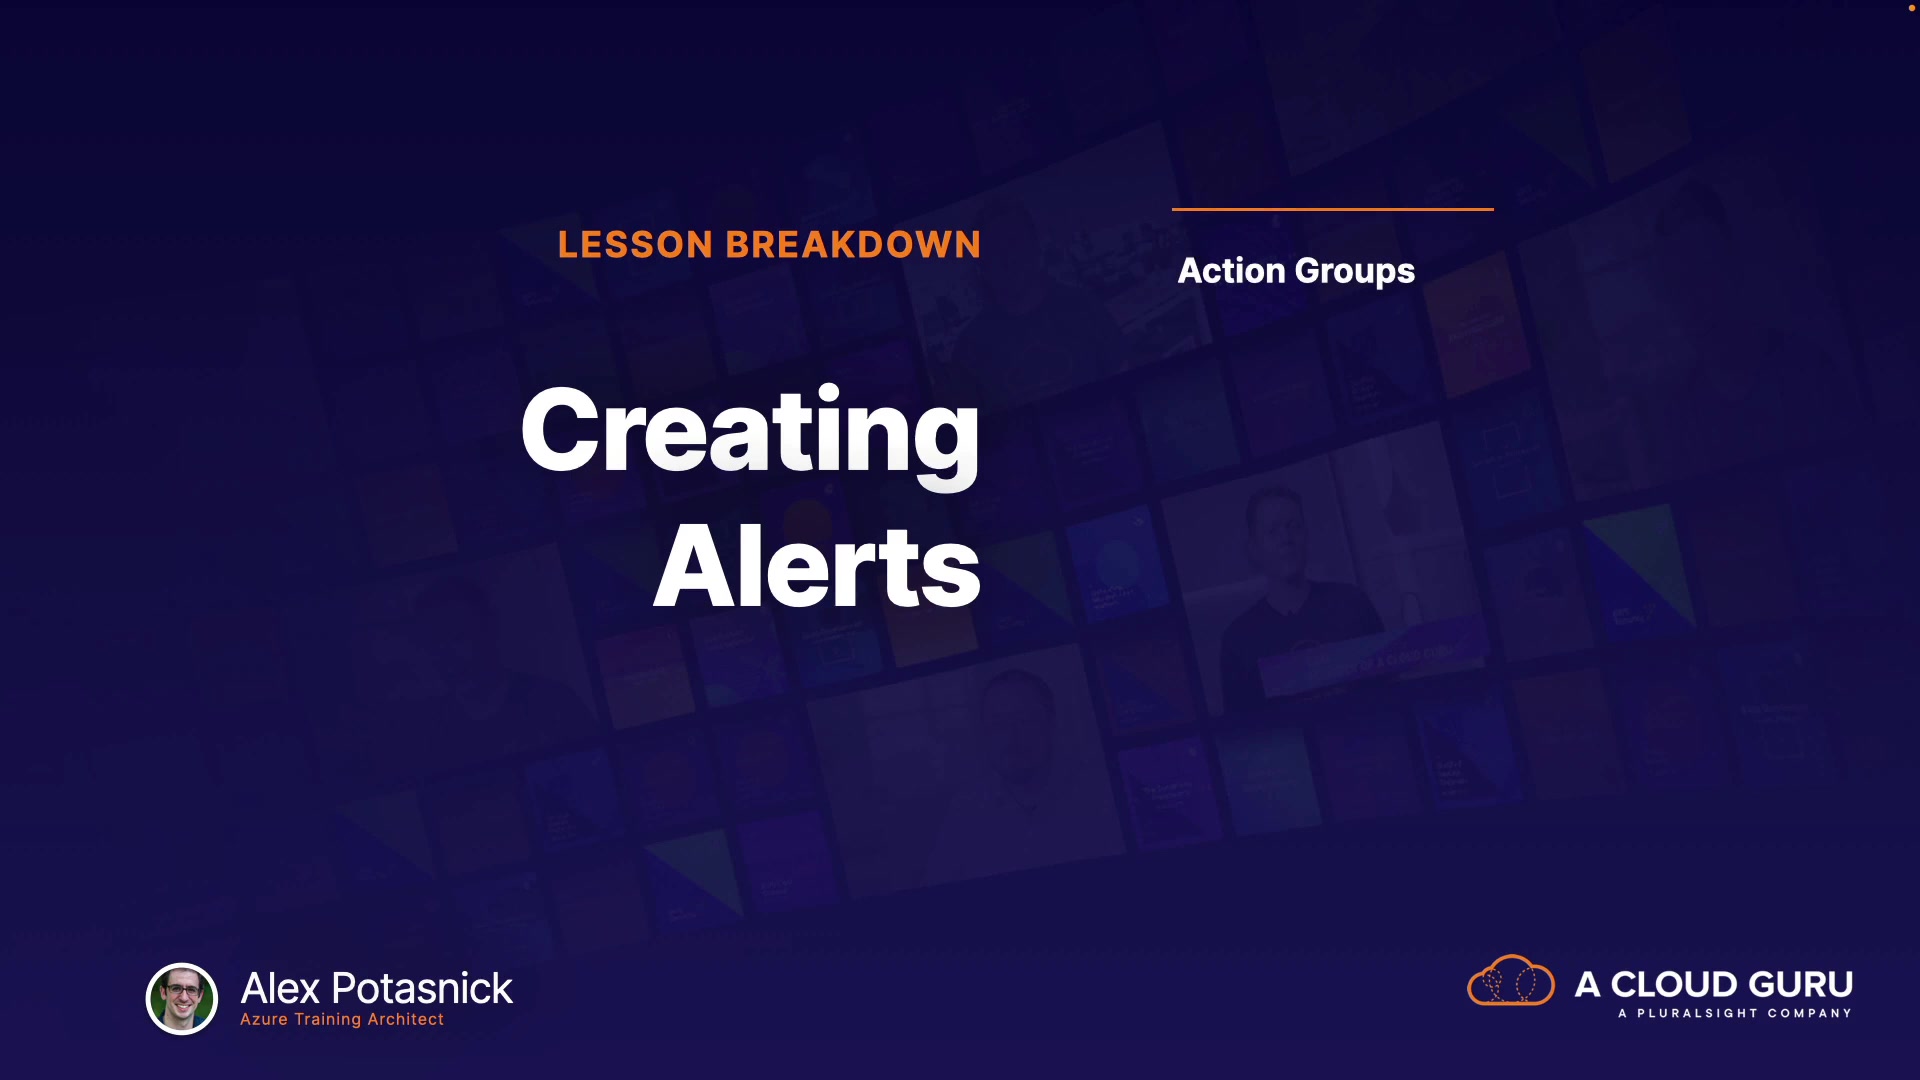 LESSON BREAKDOWN
Creating
Alerts
Action Groups
Alex Potasnick
Azure Training Architect
A CLOUD GURU
A PLURALSIGHT COMPANY